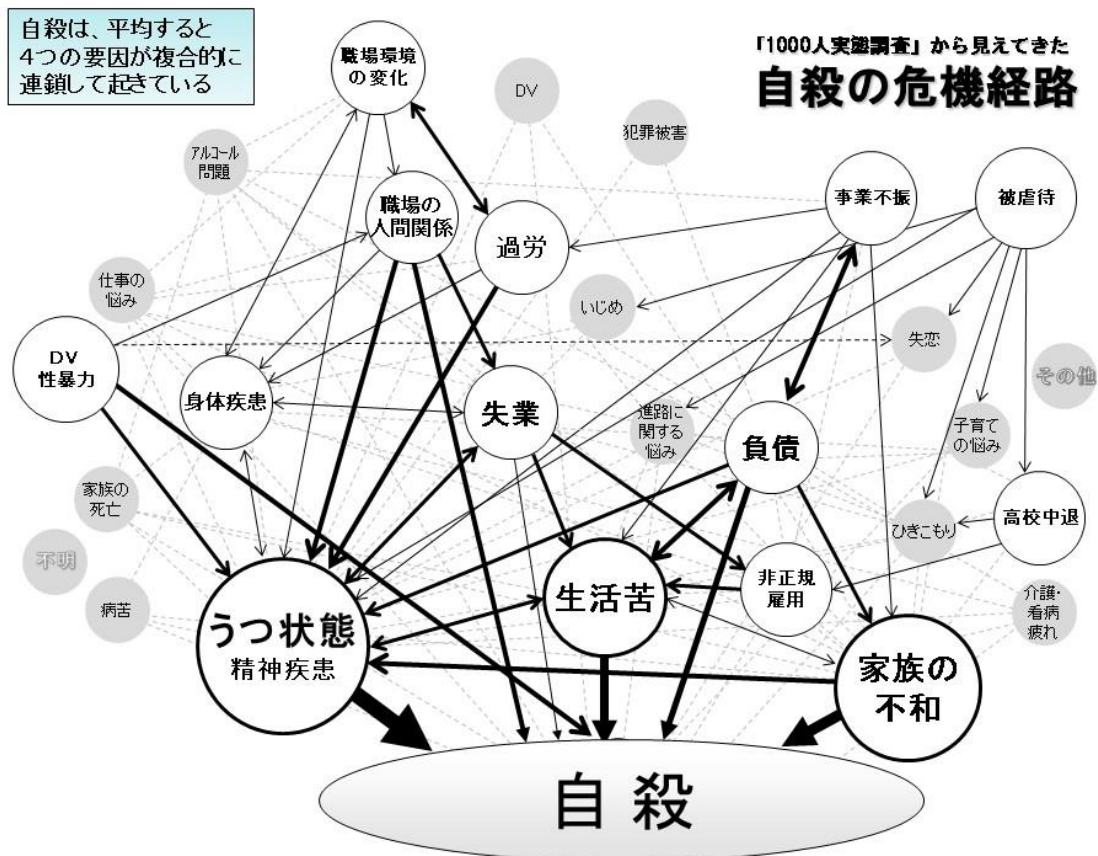 自殺は、平均すると
4つの要因が複合的に
連鎖して起きている
「1000人実態調査」から見えてきた
自殺の危機経路
職場環境
の変化
DV
犯罪被害
アルコール
問題
職場の
人間関係
過労
事業不振
被虐待
仕事の
悩み
いじめ
失恋
DV
性暴力
その他
身体疾患
失業
進路に
関する
悩み
負債
子育て
の悩み
家族の
死亡
ひきこもり
高校中退
不明
病苦
うつ状態
精神疾患
生活苦
非正規
雇用
介護・
看病
疲れ
家族の
不和
自殺